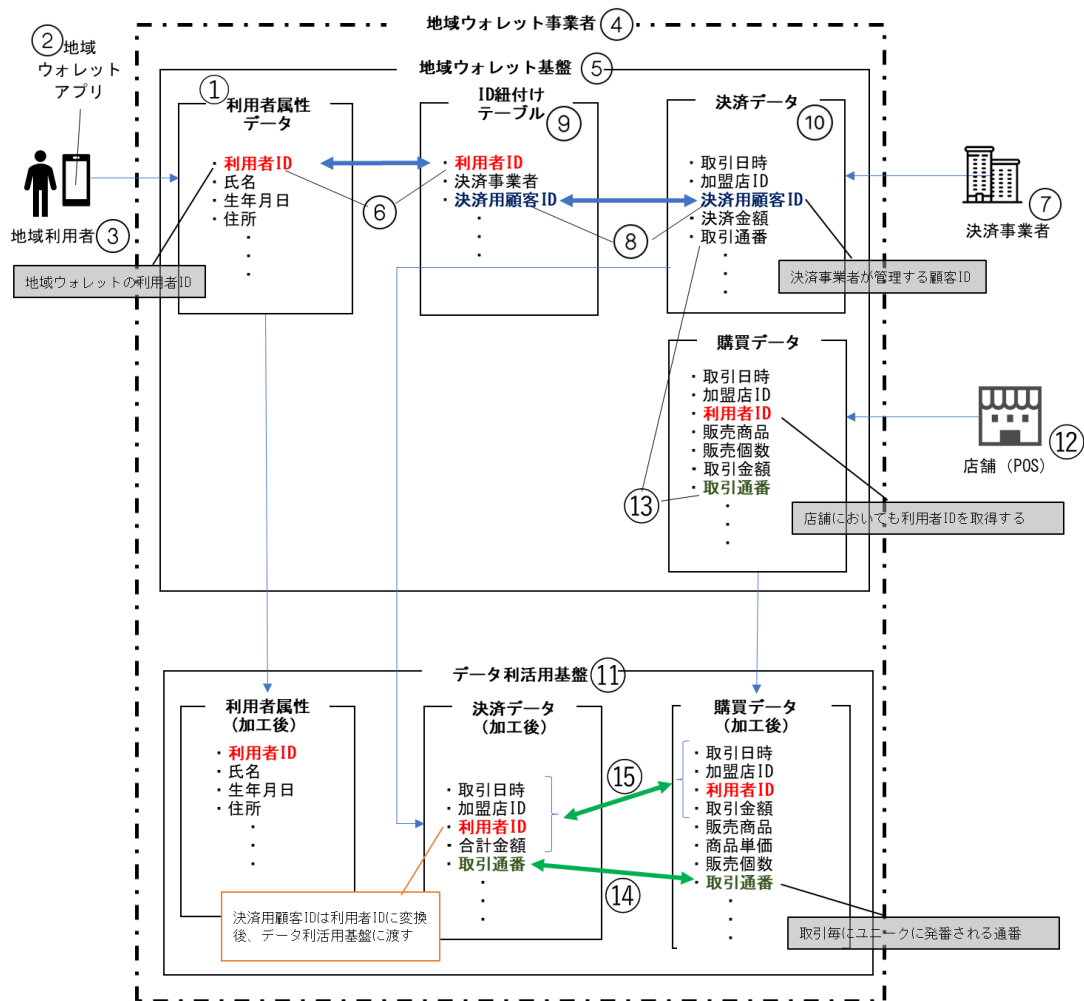 地域ウォレット事業者 ④
② 地域
ウォレット
アプリ
地域利用者 ③
地域ウォレット基盤 ⑤
①
利用者属性
データ
・利用者ID
・氏名
・生年月日
・住所
・
・
・
地域ウォレットの利用者ID
⑥
ID紐付け
テーブル
⑨
・利用者ID
・決済事業者
・決済用顧客ID
・
・
・
⑧
決済データ
⑩
・取引日時
・加盟店ID
・決済用顧客ID
・決済金額
・取引通番
・
・
・
⑦
決済事業者
決済事業者が管理する顧客ID
購買データ
・取引日時
・加盟店ID
・利用者ID
・販売商品
・販売個数
・取引金額
・取引通番
・
・
・
⑬
⑫
店舗（POS）
店舗においても利用者IDを取得する
データ利活用基盤 ⑪
利用者属性
(加工後)
・利用者ID
・氏名
・生年月日
・住所
・
・
・
決済データ
(加工後)
・取引日時
・加盟店ID
・利用者ID
・合計金額
・取引通番
・
・
・
決済用顧客IDは利用者IDに変換
後、データ利活用基盤に渡す
⑮
⑭
購買データ
(加工後)
・取引日時
・加盟店ID
・利用者ID
・取引金額
・販売商品
・商品単価
・販売個数
・取引通番
・
・
・
取引毎にユニークに発番される通番